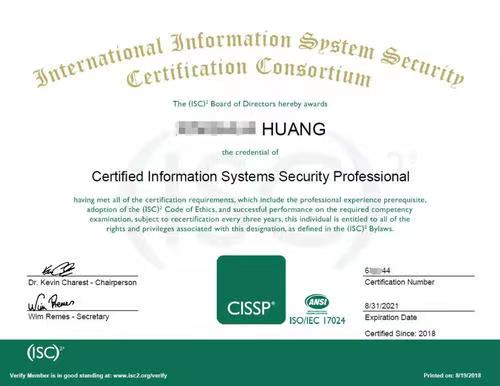 International Information System Security
Certification Consortium
The (ISC)² Board of Directors hereby awards
HUANG
the credential of
Certified Information Systems Security Professional
having met all of the certification requirements, which include the professional experience prerequisite,
adoption of the (ISC)² Code of Ethics, and successful performance on the required competency
examination, subject to recertification every three years, this individual is entitled to all of the
rights and privileges associated with this designation, as defined in the (ISC)² Bylaws.
Dr. Kevin Charest - Chairperson
Wim Remes
Wim Remes - Secretary
CISSP®
ANSI
ISO/IEC 17024
6 44
Certification Number
8/31/2021
Expiration Date
Certified Since: 2018
(ISC)²
Verify Member is in good standing at: www.isc2.org/verify
Printed on: 8/19/2018